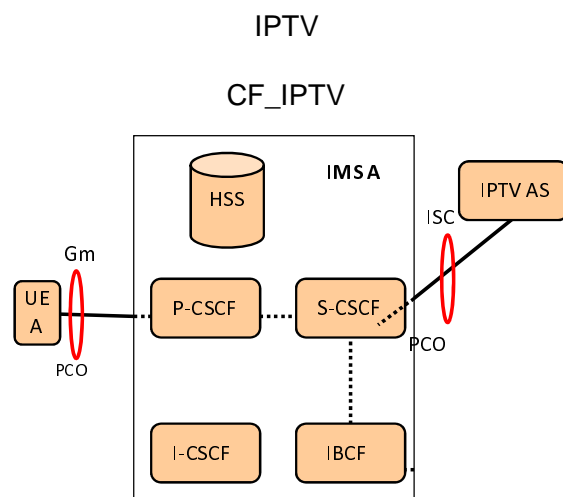 IPTV
CF_IPTV
IMSA
HSS
IPTV AS
ISC
Gm
UE
A
P-CSCF
S-CSCF
PCO
PCO
I-CSCF
IBCF